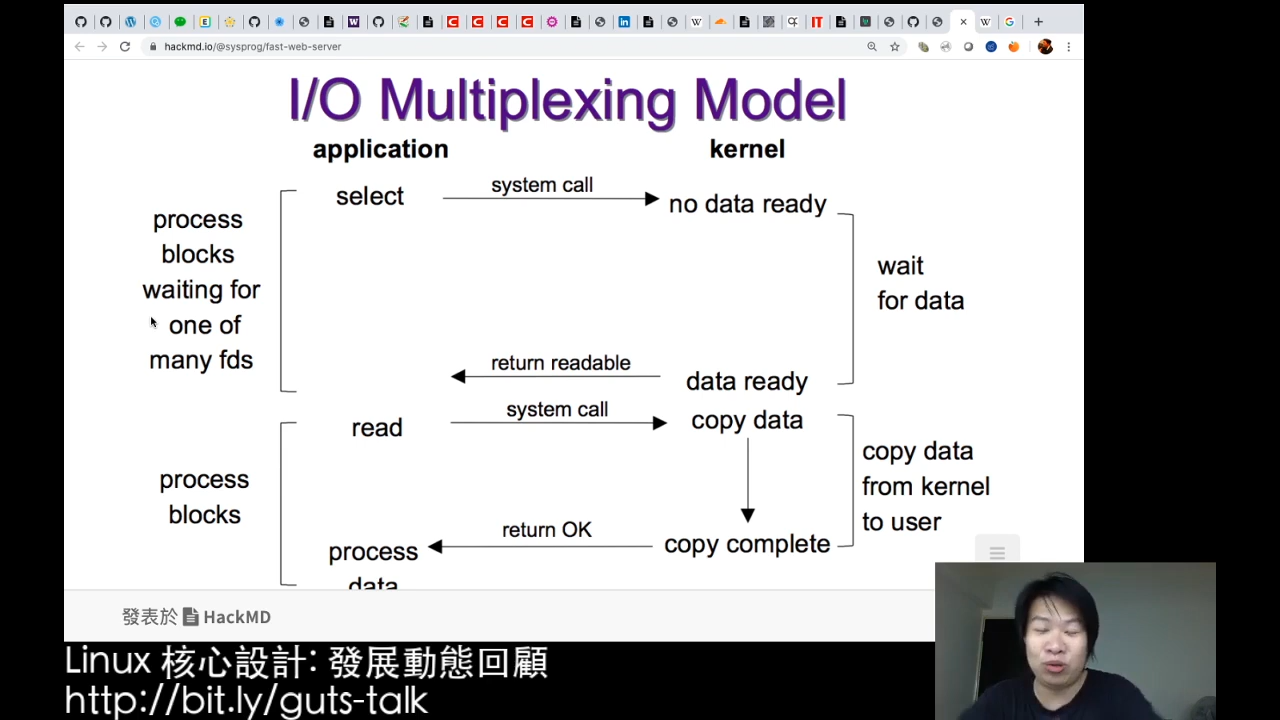 hackmd.io/@sysprog/fast-web-server
I/O Multiplexing Model
application
kernel
select
system call
no data ready
process
blocks
waiting for
one of
many fds
wait
for data
return readable
data ready
read
system call
copy data
process
blocks
copy data
from kernel
to user
return OK
copy complete
process
data
發表於 HackMD
Linux 核心設計: 發展動態回顧
http://bit.ly/guts-talk